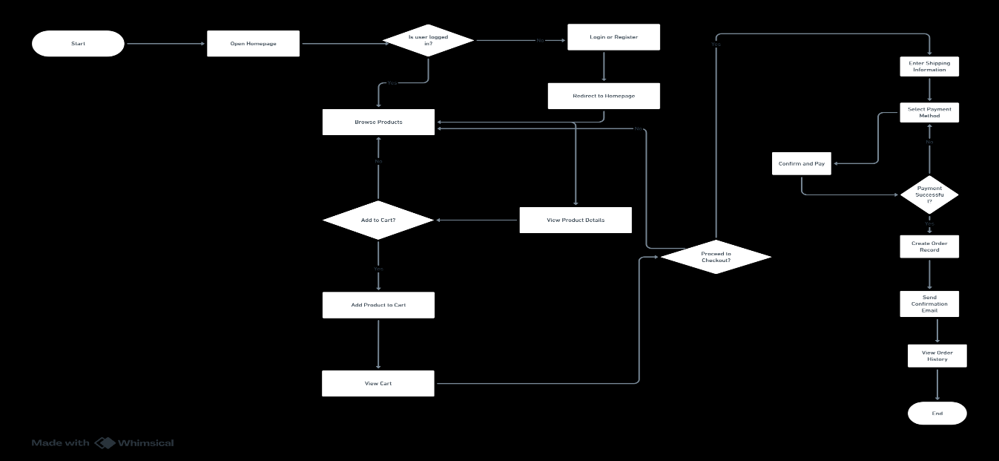 Start
Open Homepage
Is user logged
in?
No
Login or Register
Yes
Redirect to Homepage
Browse Products
No
No
Add to Cart?
View Product Details
Yes
Add Product to Cart
View Cart
Proceed to
Checkout?
Yes
Enter Shipping
Information
Select Payment
Method
No
Confirm and Pay
Payment
Successfu
l?
Yes
Create Order
Record
Send
Confirmation
Email
View Order
History
End
Made with Whimsical